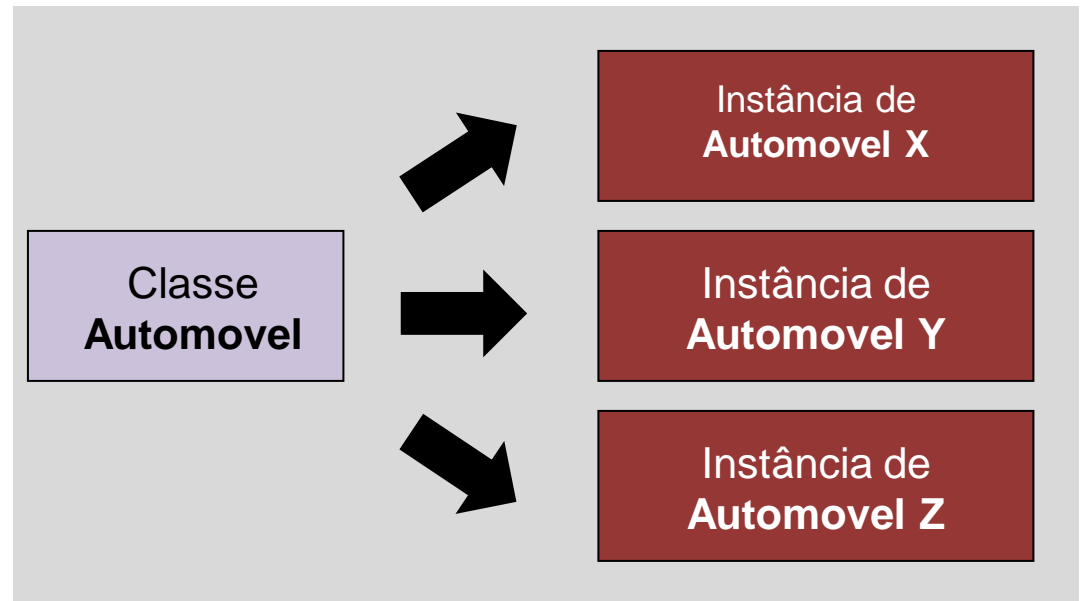 Classe
Automovel
Instância de
Automovel X
Instância de
Automovel Y
Instância de
Automovel Z